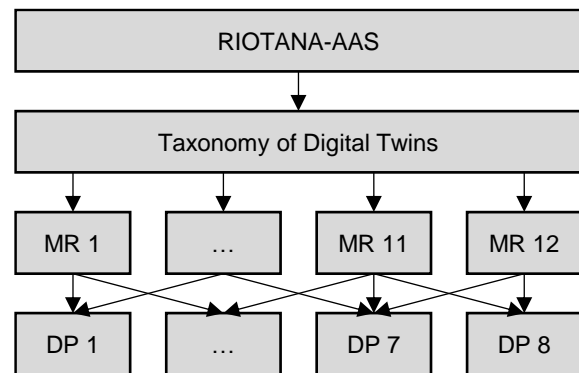 RIOTANA-AAS
Taxonomy of Digital Twins
MR 1
…
MR 11
MR 12
DP 1
…
DP 7
DP 8